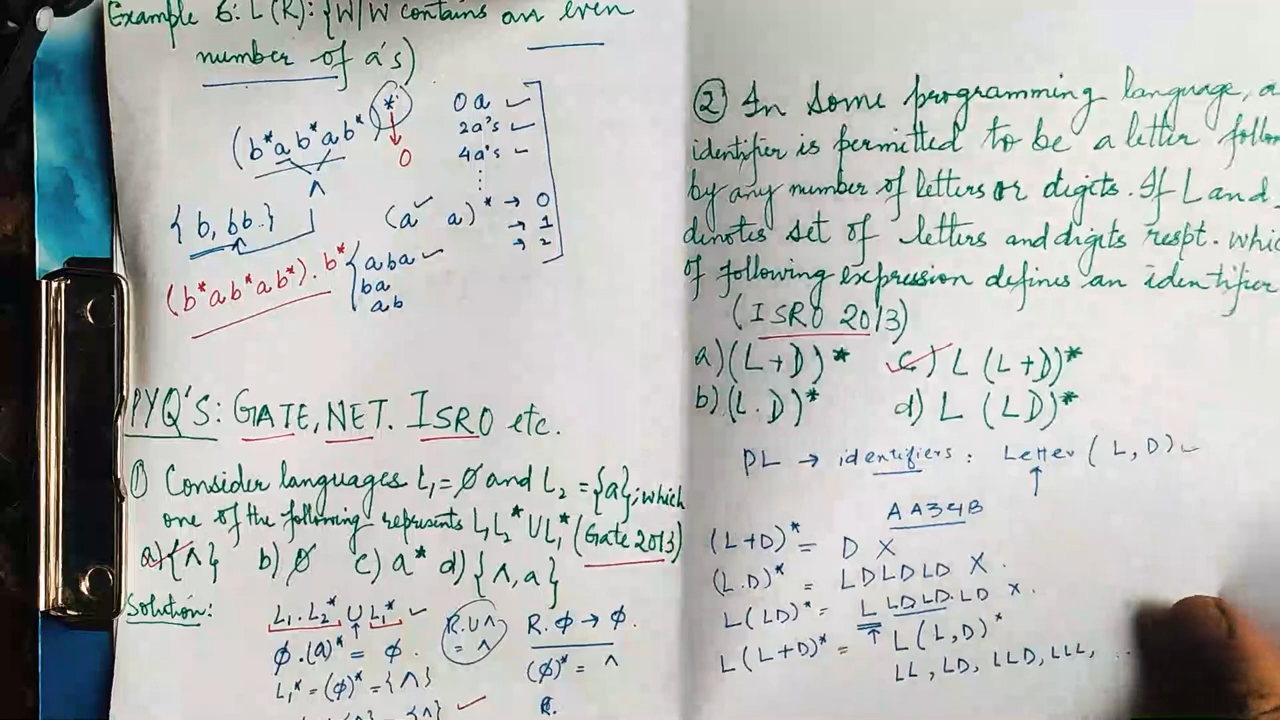 Example 6: L(R): {W/W contains an even
number of a's)
(b*ab*ab*)*
0
∧
0a ✓
2a's ✓
4a's ✓
⋮
(a a)* → 0
→ 1
→ 2
{b, bb..}
(b*ab*ab*).b*
aba ✓
ba
ab
PYQ'S: GATE, NET. ISRO etc.
① Consider languages L₁=∅ and L₂={a}; which
one of the following represents L₁L₂*UL₁* (Gate 2013)
a) {∧} b) ∅ c) a* d) {∧,a}
Solution:
L₁.L₂* U L₁* ✓
∅.(a)* = ∅.
L₁* = (∅)* = {∧}
R.U∧
= ∧
R.∅ → ∅.
(∅)* = ∧
② In some programming language, a
identifier is permitted to be a letter follow
by any number of letters or digits. If L and
denotes set of letters and digits respt. whic
of following expression defines an identifier
(ISRO 2013)
a) (L+D)* c) L (L+D)*
b) (L.D)* d) L (LD)*
PL → identifiers: Letter (L,D)
AA34B
(L+D)* = D X
(L.D)* = LDLDLD X.
L(LD)* = L LDLD.LD X.
L(L+D)* = L(L,D)*
LL, LD, LLD, LLL, ...